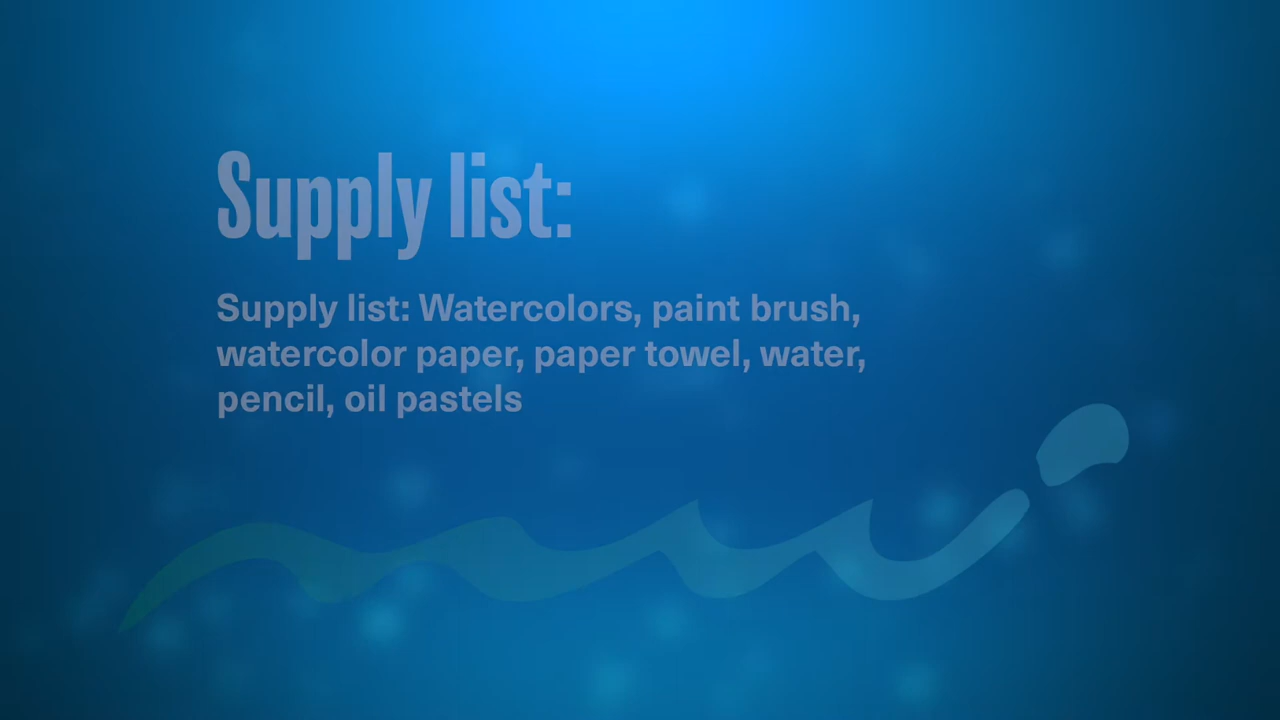 Supply list:
Supply list: Watercolors, paint brush,
watercolor paper, paper towel, water,
pencil, oil pastels